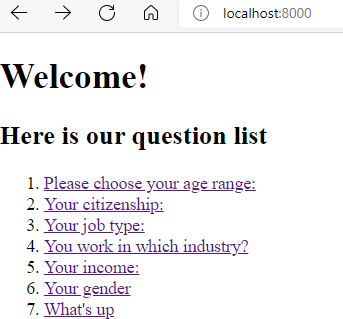 localhost:8000
Welcome!
Here is our question list
1. Please choose your age range:
2. Your citizenship:
3. Your job type:
4. You work in which industry?
5. Your income:
6. Your gender
7. What's up